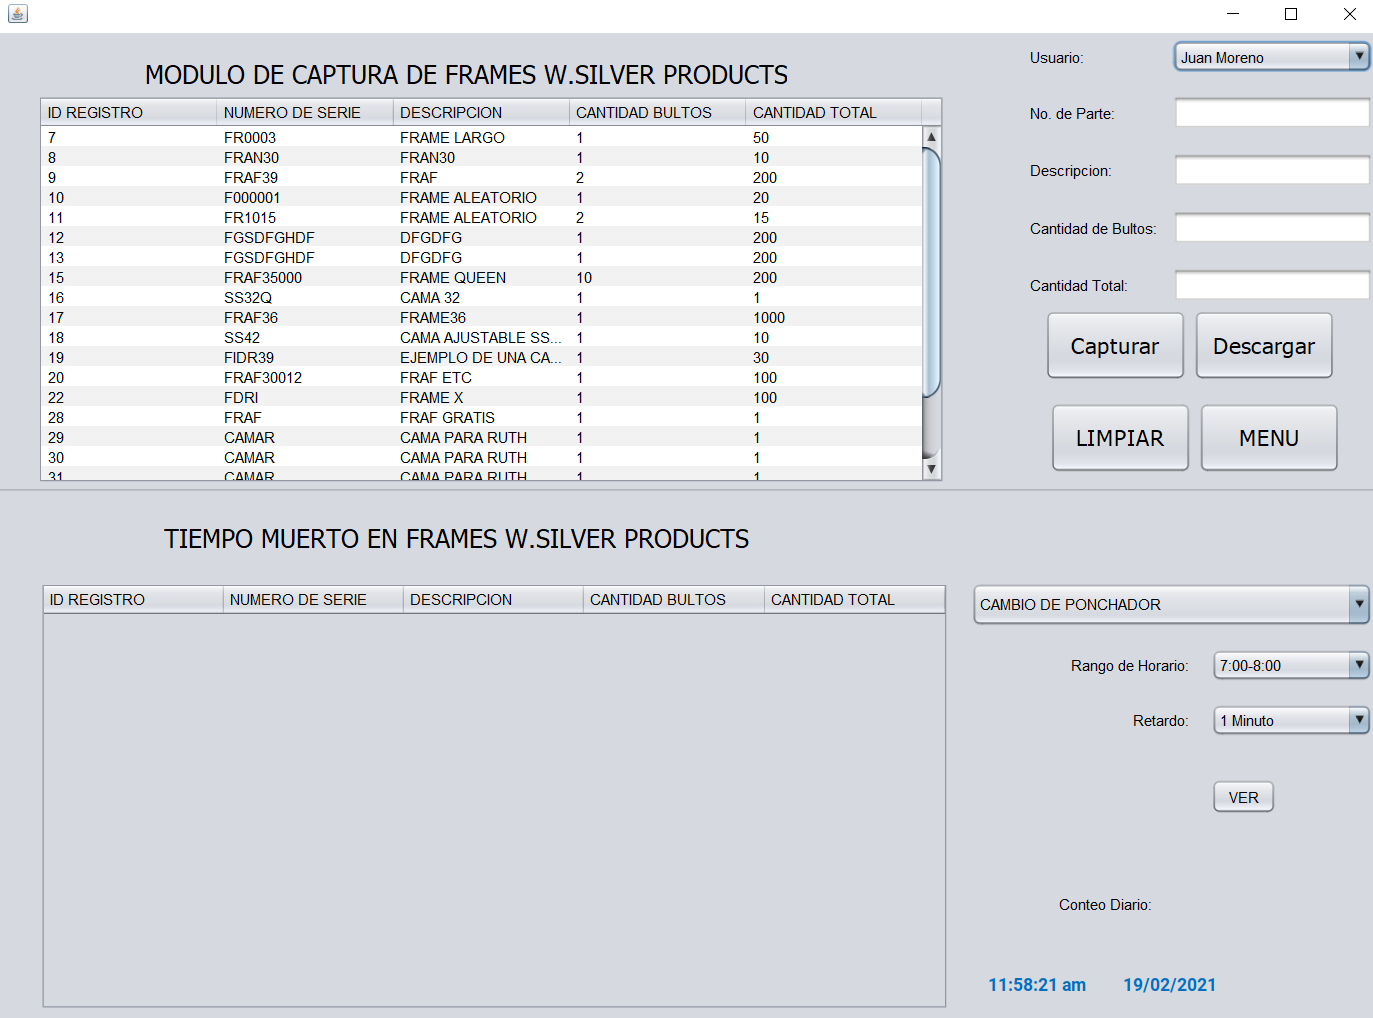 MODULO DE CAPTURA DE FRAMES W.SILVER PRODUCTS
ID REGISTRO NUMERO DE SERIE DESCRIPCION CANTIDAD BULTOS CANTIDAD TOTAL
7 FR0003 FRAME LARGO 1 50
8 FRAN30 FRAN30 1 10
9 FRAF39 FRAF 2 200
10 F000001 FRAME ALEATORIO 1 20
11 FR1015 FRAME ALEATORIO 2 15
12 FGSDFGHDF DFGDFG 1 200
13 FGSDFGHDF DFGDFG 1 200
15 FRAF35000 FRAME QUEEN 10 200
16 SS32Q CAMA 32 1 1
17 FRAF36 FRAME36 1 1000
18 SS42 CAMA AJUSTABLE SS... 1 10
19 FIDR39 EJEMPLO DE UNA CA... 1 30
20 FRAF30012 FRAF ETC 1 100
22 FDRI FRAME X 1 100
28 FRAF FRAF GRATIS 1 1
29 CAMAR CAMA PARA RUTH 1 1
30 CAMAR CAMA PARA RUTH 1 1
31 CAMAR CAMA PARA RUTH 1 1
Usuario: Juan Moreno
No. de Parte:
Descripcion:
Cantidad de Bultos:
Cantidad Total:
Capturar Descargar
LIMPIAR MENU
TIEMPO MUERTO EN FRAMES W.SILVER PRODUCTS
ID REGISTRO NUMERO DE SERIE DESCRIPCION CANTIDAD BULTOS CANTIDAD TOTAL
CAMBIO DE PONCHADOR
Rango de Horario: 7:00-8:00
Retardo: 1 Minuto
VER
Conteo Diario:
11:58:21 am 19/02/2021